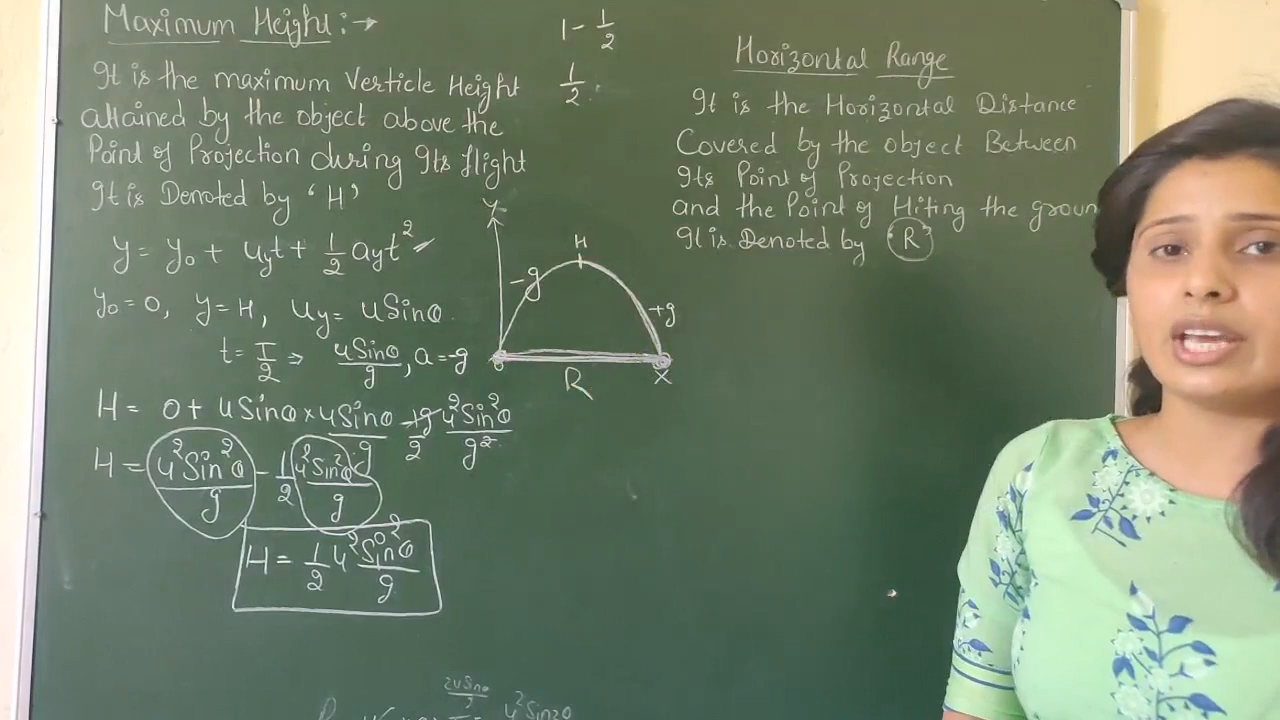 Maximum Height :→
It is the maximum Verticle Height
attained by the object above the
Point of Projection during Its flight
It is Denoted by ‘H’
y = y₀ + u_y t + 1/2 a_y t²
y₀ = 0, y = H, u_y = uSinθ
t = T/2 ⇒ uSinθ/g, a = -g
H = 0 + uSinθ × uSinθ/g - 1g/2 u²Sin²θ/g²
H = u²Sin²θ/g - 1/2 u²Sin²θ/g
H = 1/2 u²Sin²θ/g
1 - 1/2
1/2
Y
H
-g
+g
0
X
R
Horizontal Range
It is the Horizontal Distance
Covered by the object Between
Its Point of Projection
and the Point of Hiting the groun
It is Denoted by ‘R’
2uSinθ/g
u²Sin2θ